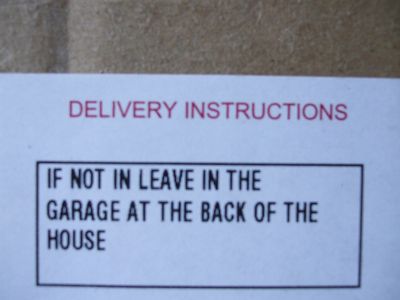 DELIVERY INSTRUCTIONS
IF NOT IN LEAVE IN THE
GARAGE AT THE BACK OF THE
HOUSE